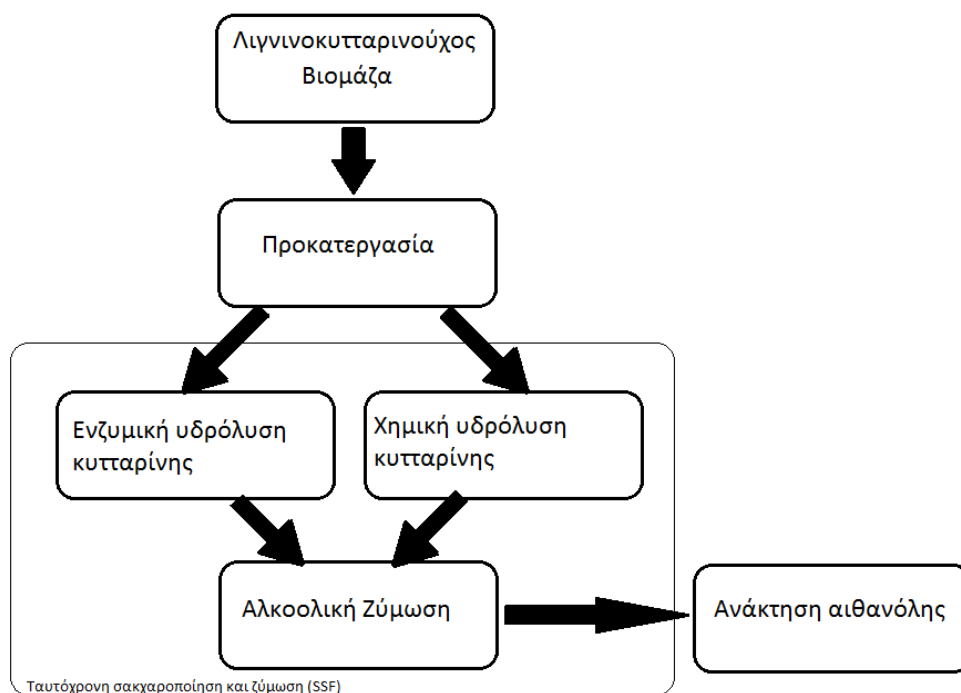 Λιγνινοκυτταρινούχος
Βιομάζα
Προκατεργασία
Ενζυμική υδρόλυση
κυτταρίνης
Χημική υδρόλυση
κυτταρίνης
Αλκοολική Ζύμωση
Ανάκτηση αιθανόλης
Ταυτόχρονη σακχαροποίηση και ζύμωση (SSF)